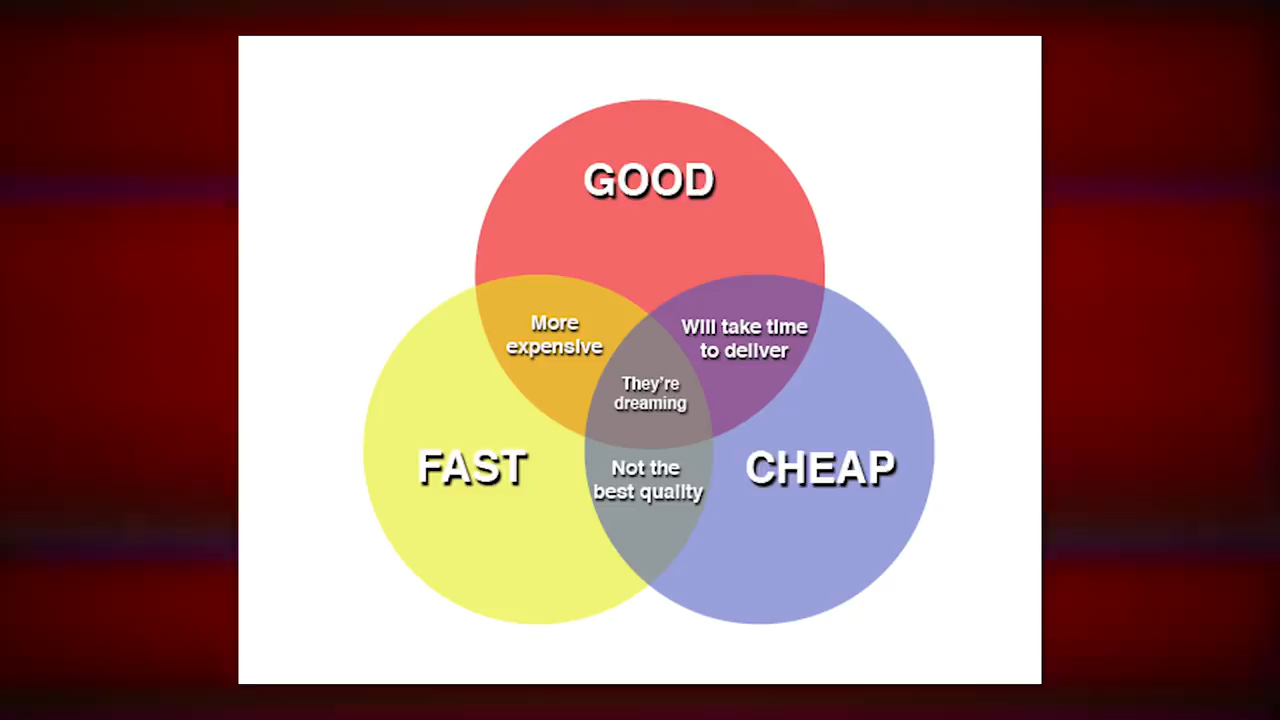 GOOD
More
expensive
Will take time
to deliver
They're
dreaming
FAST
CHEAP
Not the
best quality